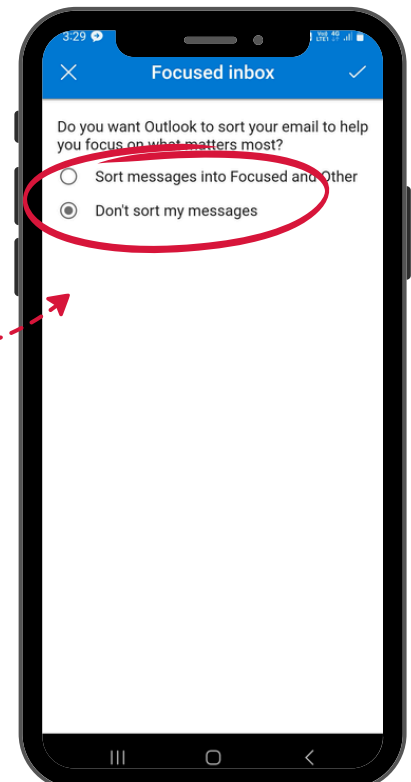 3:29
Focused inbox
Do you want Outlook to sort your email to help
you focus on what matters most?
Sort messages into Focused and Other
Don't sort my messages